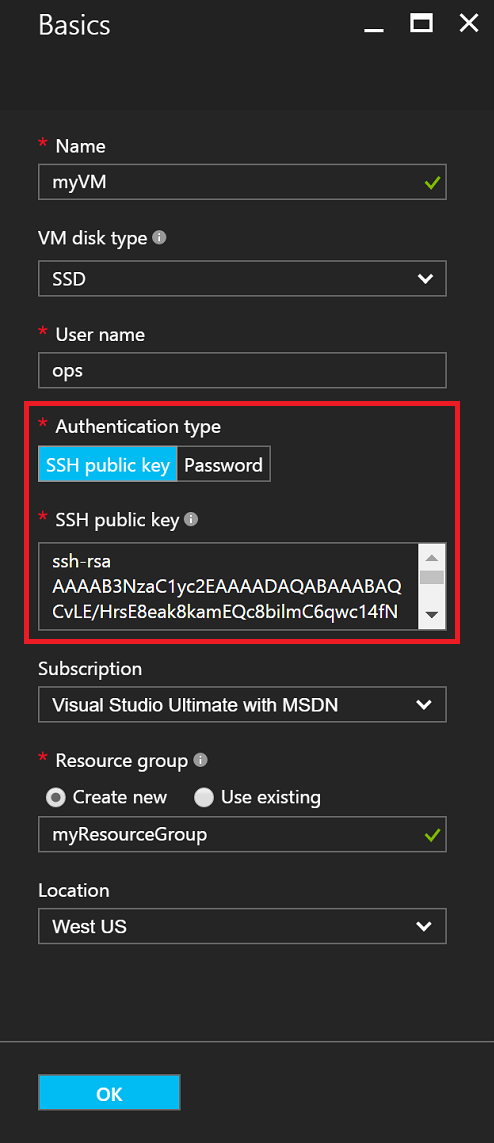 Basics
* Name
myVM
VM disk type
SSD
* User name
ops
* Authentication type
SSH public key Password
* SSH public key
ssh-rsa
AAAAB3NzaC1yc2EAAAADAQABAAABAQ
CvLE/HrsE8eak8kamEQc8bilmC6qwc14fN
Subscription
Visual Studio Ultimate with MSDN
* Resource group
Create new Use existing
myResourceGroup
Location
West US
OK